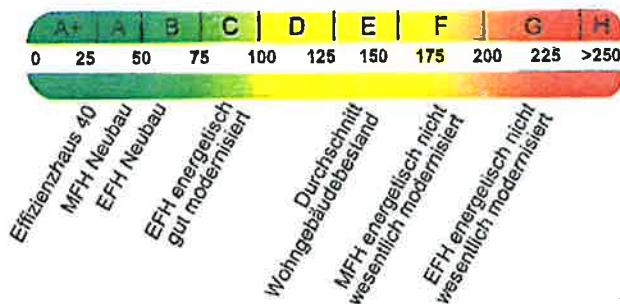 A+ A B C D E F G H
0 25 50 75 100 125 150 175 200 225 >250
Effizienzhaus 40
MFH Neubau
EFH Neubau
EFH energetisch
gut modernisiert
Durchschnitt
Wohngebäudebestand
MFH energetisch nicht
wesentlich modernisiert
EFH energetisch nicht
wesentlich modernisiert